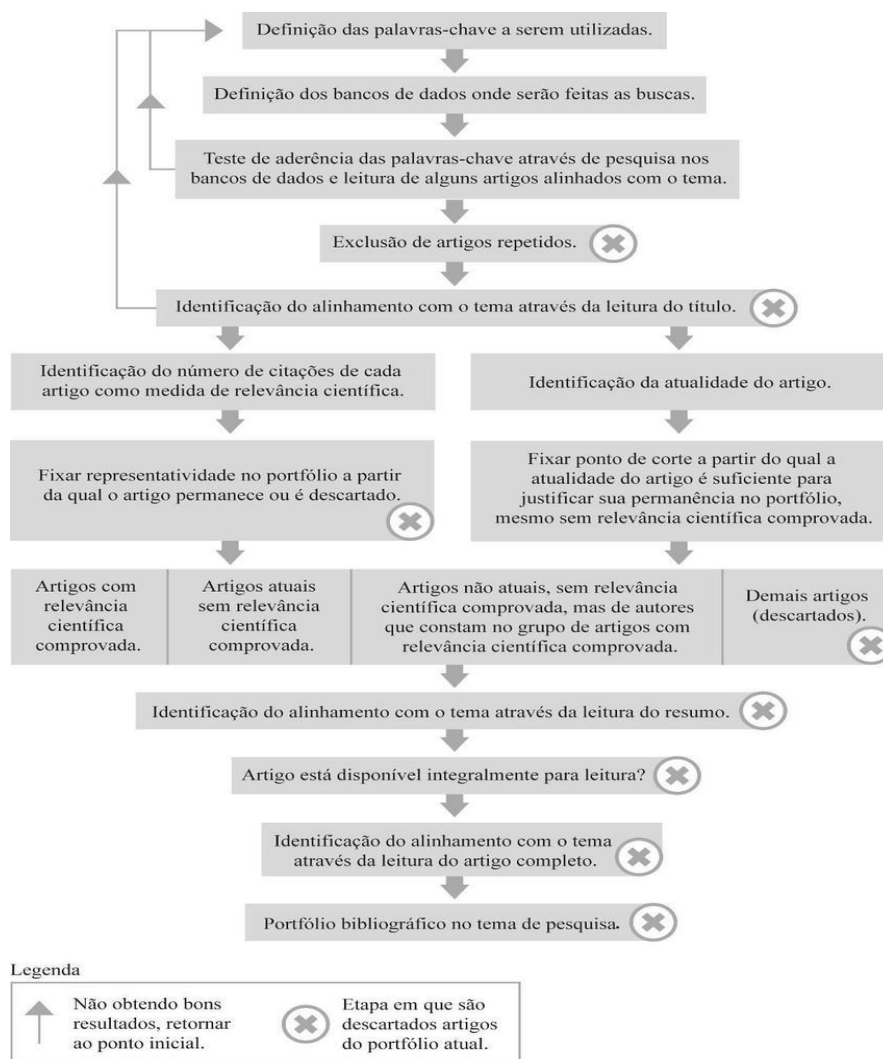 Definição das palavras-chave a serem utilizadas.
Definição dos bancos de dados onde serão feitas as buscas.
Teste de aderência das palavras-chave através de pesquisa nos
bancos de dados e leitura de alguns artigos alinhados com o tema.
Exclusão de artigos repetidos.
Identificação do alinhamento com o tema através da leitura do título.
Identificação do número de citações de cada
artigo como medida de relevância científica.
Identificação da atualidade do artigo.
Fixar representatividade no portfólio a partir
da qual o artigo permanece ou é descartado.
Fixar ponto de corte a partir do qual a
atualidade do artigo é suficiente para
justificar sua permanência no portfólio,
mesmo sem relevância científica comprovada.
Artigos com
relevância
científica
comprovada.
Artigos atuais
sem relevância
científica
comprovada.
Artigos não atuais, sem relevância
científica comprovada, mas de autores
que constam no grupo de artigos com
relevância científica comprovada.
Demais artigos
(descartados).
Identificação do alinhamento com o tema através da leitura do resumo.
Artigo está disponível integralmente para leitura?
Identificação do alinhamento com o tema
através da leitura do artigo completo.
Portfólio bibliográfico no tema de pesquisa.
Legenda
Não obtendo bons
resultados, retornar
ao ponto inicial.
Etapa em que são
descartados artigos
do portfólio atual.